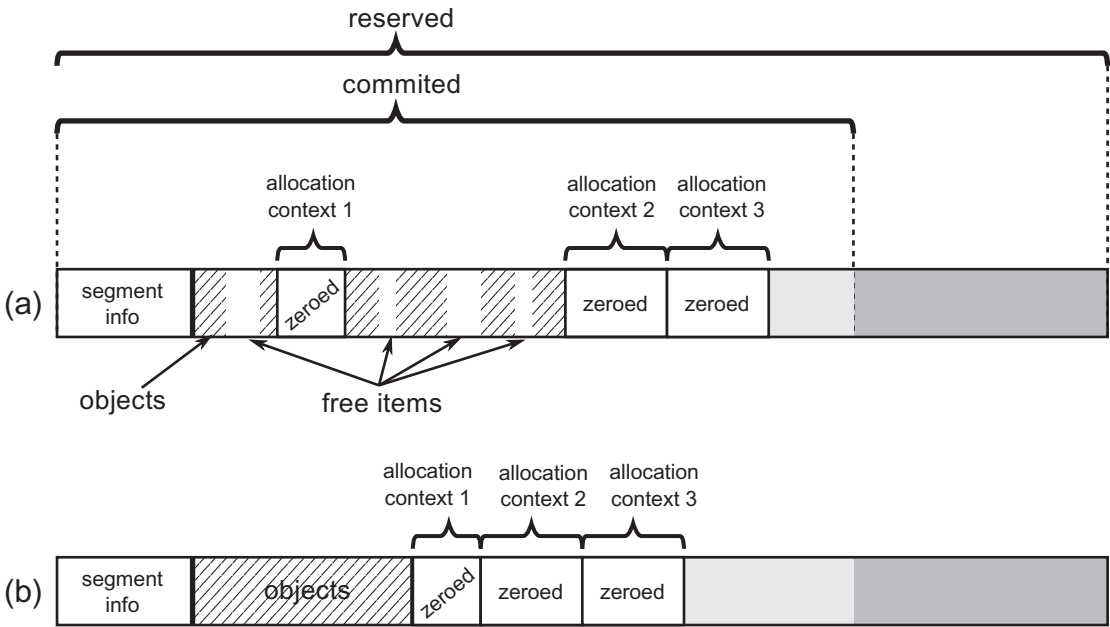 reserved
commited
allocation
context 1
allocation
context 2
allocation
context 3
(a)
segment
info
zeroed
zeroed
zeroed
objects
free items
allocation
context 1
allocation
context 2
allocation
context 3
(b)
segment
info
objects
zeroed
zeroed
zeroed